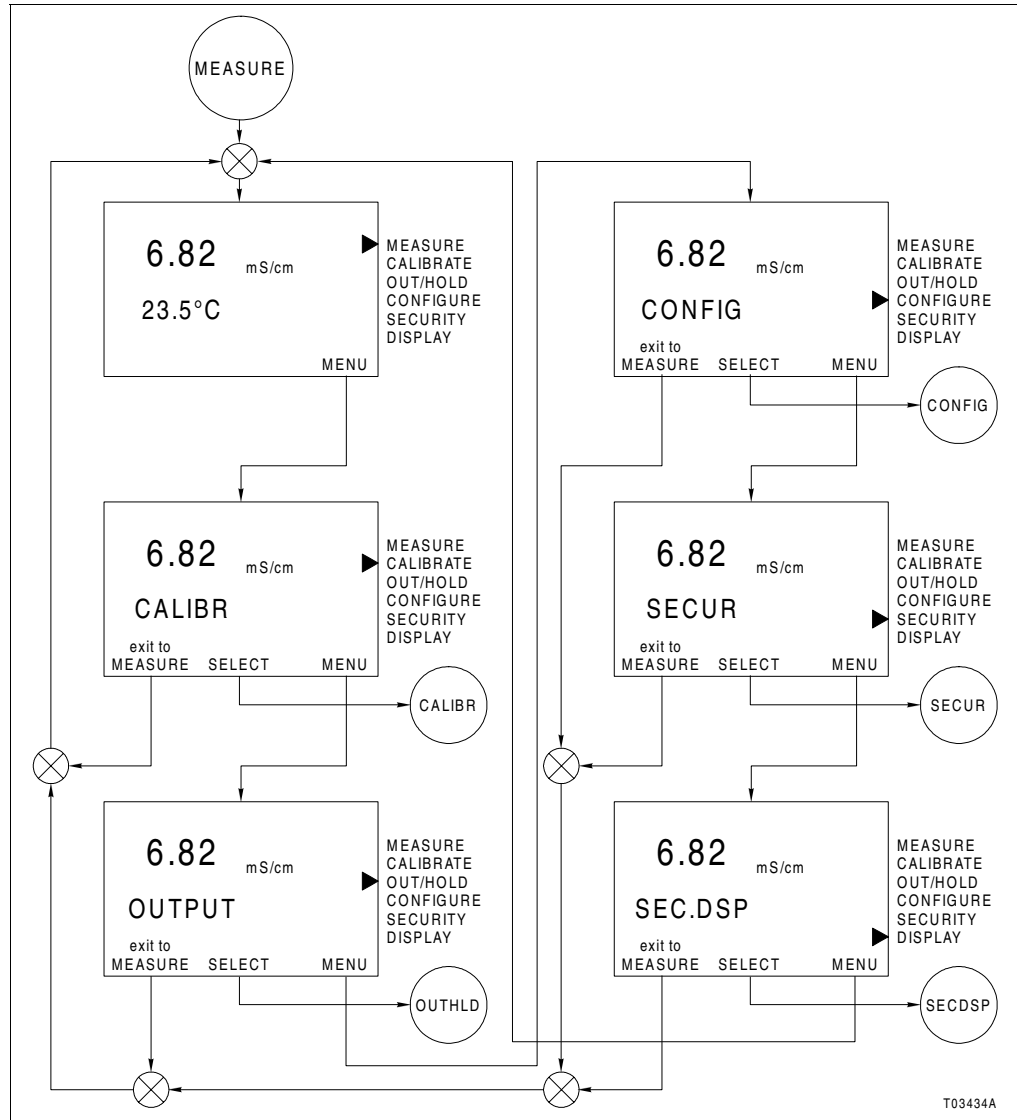 MEASURE
6.82 mS/cm
23.5°C
MENU
MEASURE
CALIBRATE
OUT/HOLD
CONFIGURE
SECURITY
DISPLAY
6.82 mS/cm
CALIBR
exit to
MEASURE SELECT MENU
MEASURE
CALIBRATE
OUT/HOLD
CONFIGURE
SECURITY
DISPLAY
CALIBR
6.82 mS/cm
OUTPUT
exit to
MEASURE SELECT MENU
MEASURE
CALIBRATE
OUT/HOLD
CONFIGURE
SECURITY
DISPLAY
OUTHLD
6.82 mS/cm
CONFIG
exit to
MEASURE SELECT MENU
MEASURE
CALIBRATE
OUT/HOLD
CONFIGURE
SECURITY
DISPLAY
CONFIG
6.82 mS/cm
SECUR
exit to
MEASURE SELECT MENU
MEASURE
CALIBRATE
OUT/HOLD
CONFIGURE
SECURITY
DISPLAY
SECUR
6.82 mS/cm
SEC.DSP
exit to
MEASURE SELECT MENU
MEASURE
CALIBRATE
OUT/HOLD
CONFIGURE
SECURITY
DISPLAY
SECDSP
T03434A